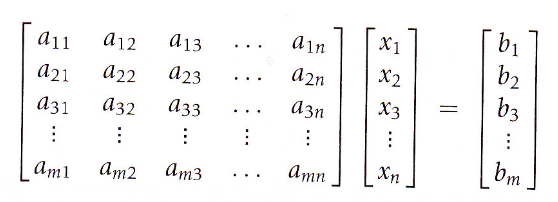 a11 a12 a13 ... a1n x1 b1
a21 a22 a23 ... a2n x2 b2
a31 a32 a33 ... a3n x3 = b3
⋮ ⋮ ⋮ ⋮ ⋮ ⋮ ⋮
am1 am2 am3 ... amn xn bm